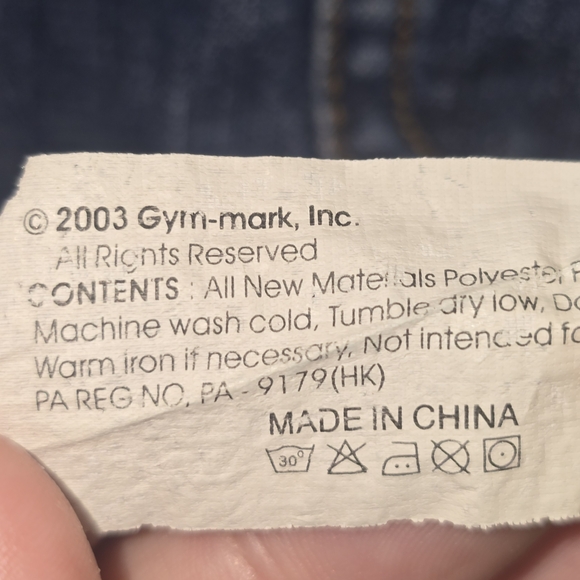 © 2003 Gym-mark, Inc.
All Rights Reserved
CONTENTS : All New Materials Polyester
Machine wash cold, Tumble dry low,
Warm iron if necessary, Not intended
PA REG NO, PA - 9179(HK)
MADE IN CHINA
30°